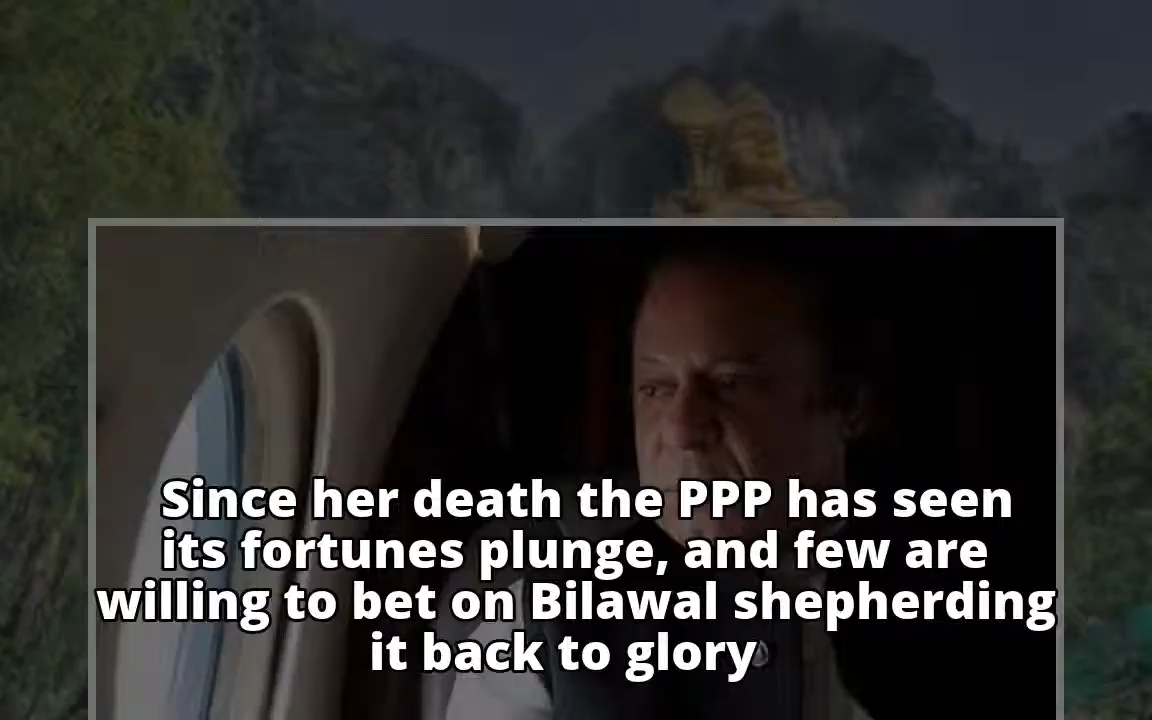 Since her death the PPP has seen
its fortunes plunge, and few are
willing to bet on Bilawal shepherding
it back to glory